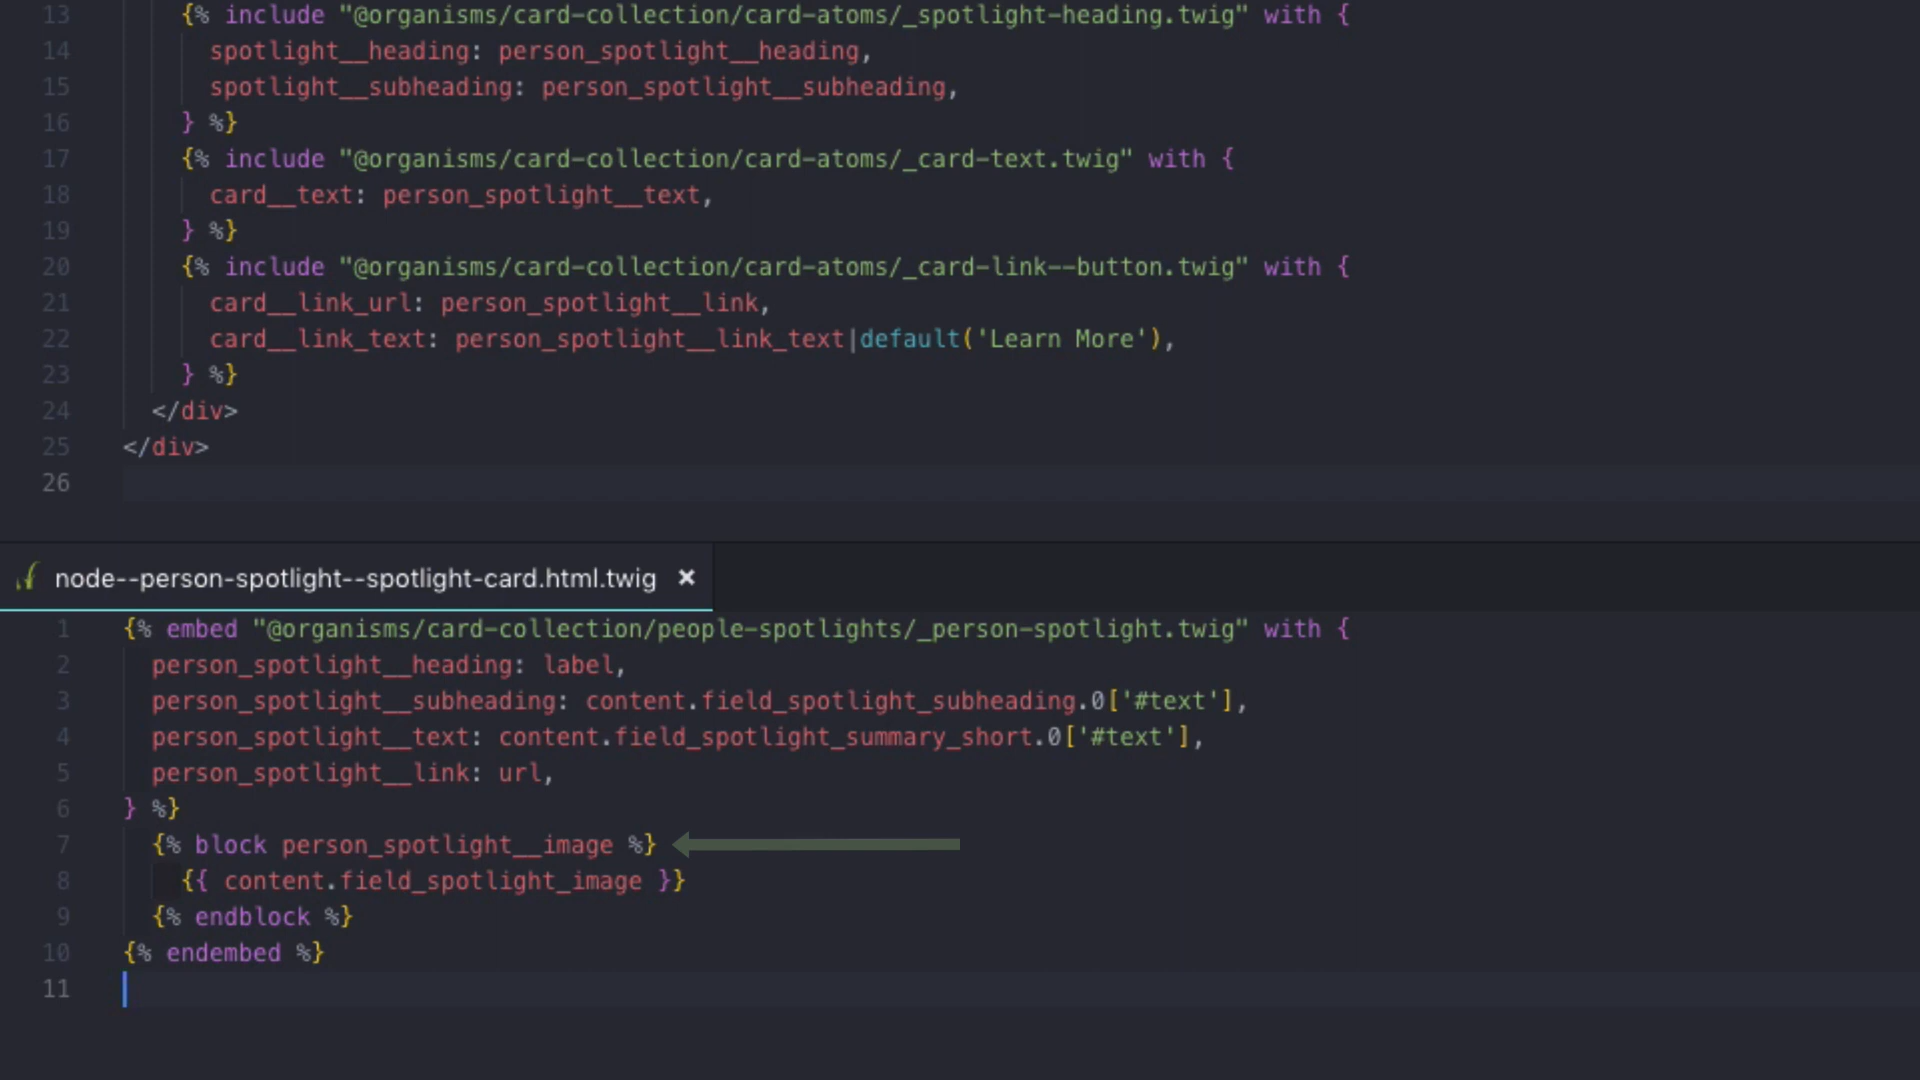 13 {% include "@organisms/card-collection/card-atoms/_spotlight-heading.twig" with {
14 spotlight__heading: person_spotlight__heading,
15 spotlight__subheading: person_spotlight__subheading,
16 } %}
17 {% include "@organisms/card-collection/card-atoms/_card-text.twig" with {
18 card__text: person_spotlight__text,
19 } %}
20 {% include "@organisms/card-collection/card-atoms/_card-link--button.twig" with {
21 card__link_url: person_spotlight__link,
22 card__link_text: person_spotlight__link_text|default('Learn More'),
23 } %}
24 </div>
25 </div>
26
node--person-spotlight--spotlight-card.html.twig ×
1 {% embed "@organisms/card-collection/people-spotlights/_person-spotlight.twig" with {
2 person_spotlight__heading: label,
3 person_spotlight__subheading: content.field_spotlight_subheading.0['#text'],
4 person_spotlight__text: content.field_spotlight_summary_short.0['#text'],
5 person_spotlight__link: url,
6 } %}
7 {% block person_spotlight__image %}
8 {{ content.field_spotlight_image }}
9 {% endblock %}
10 {% endembed %}
11